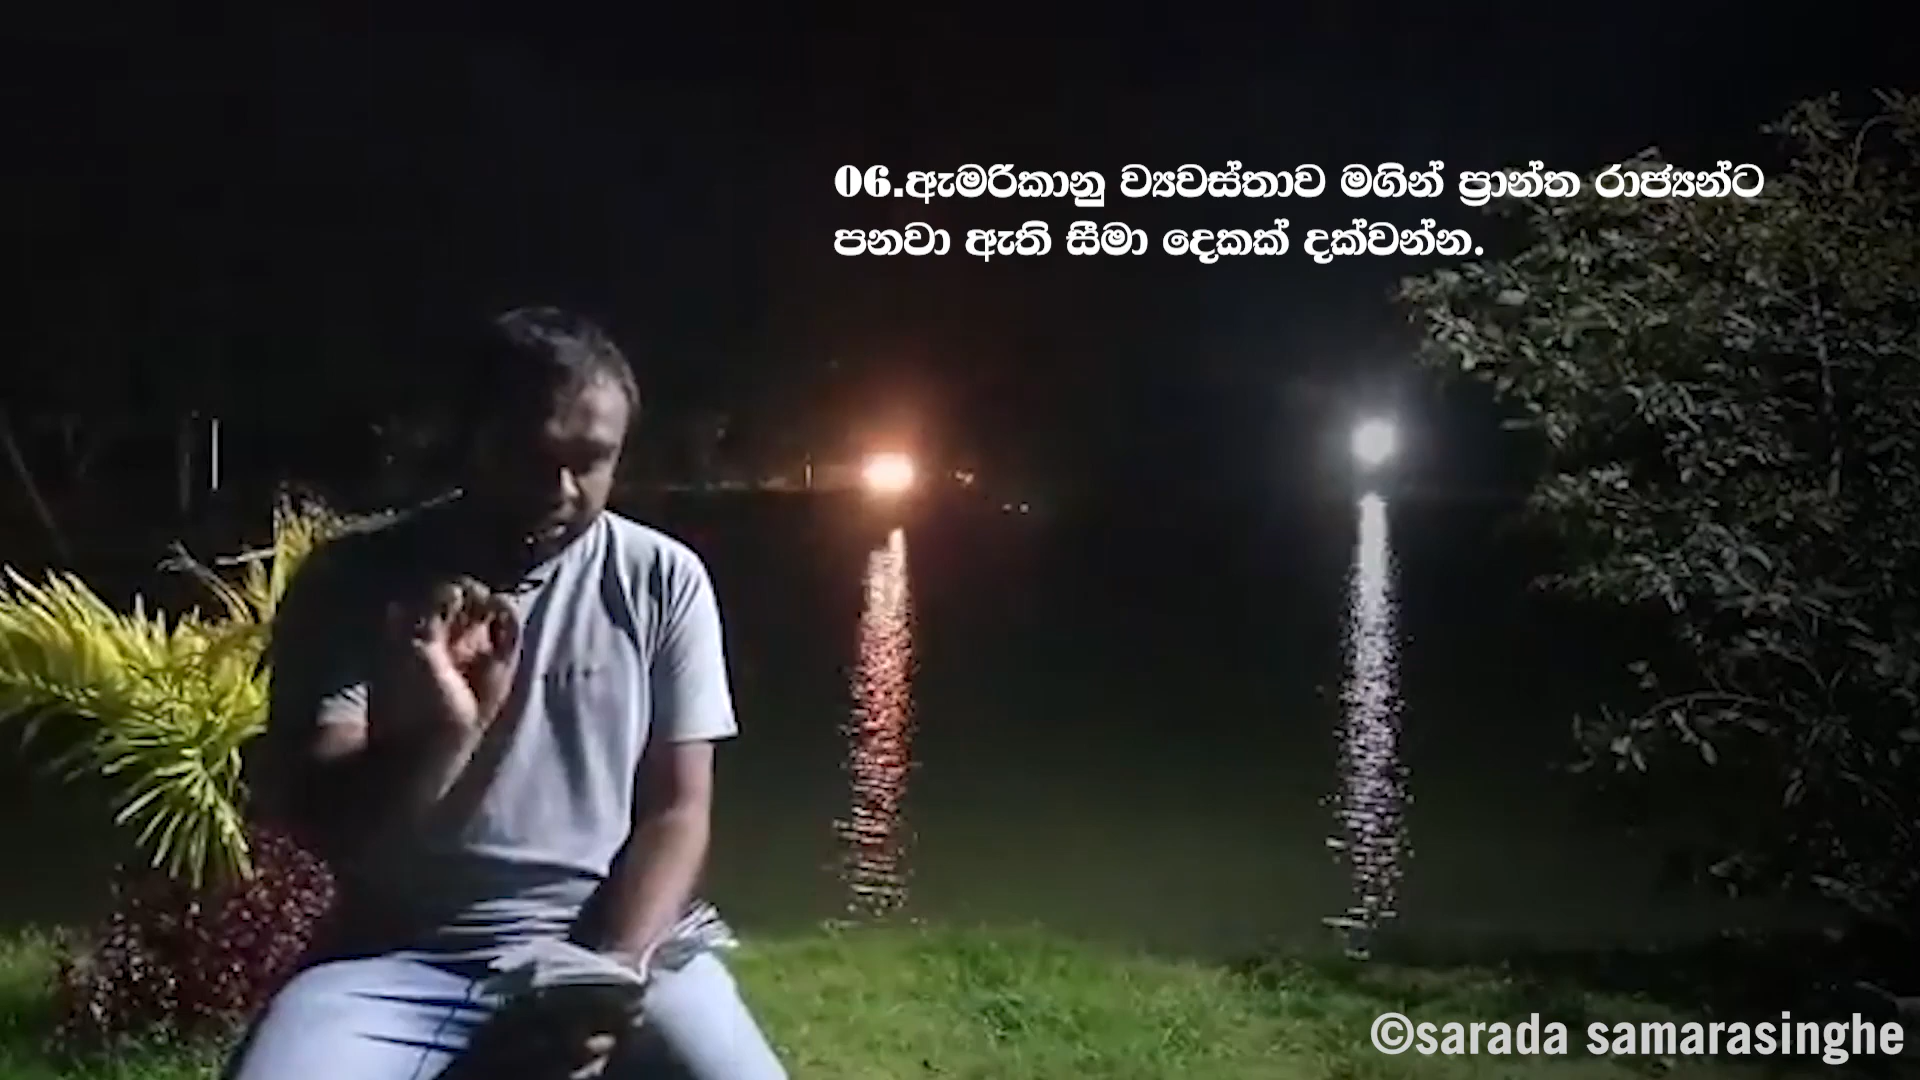 06.ඇමරිකානු ව්‍යවස්තාව මගින් ප්‍රාන්ත රාජ්‍යන්ට
පනවා ඇති සීමා දෙකක් දක්වන්න.
©sarada samarasinghe